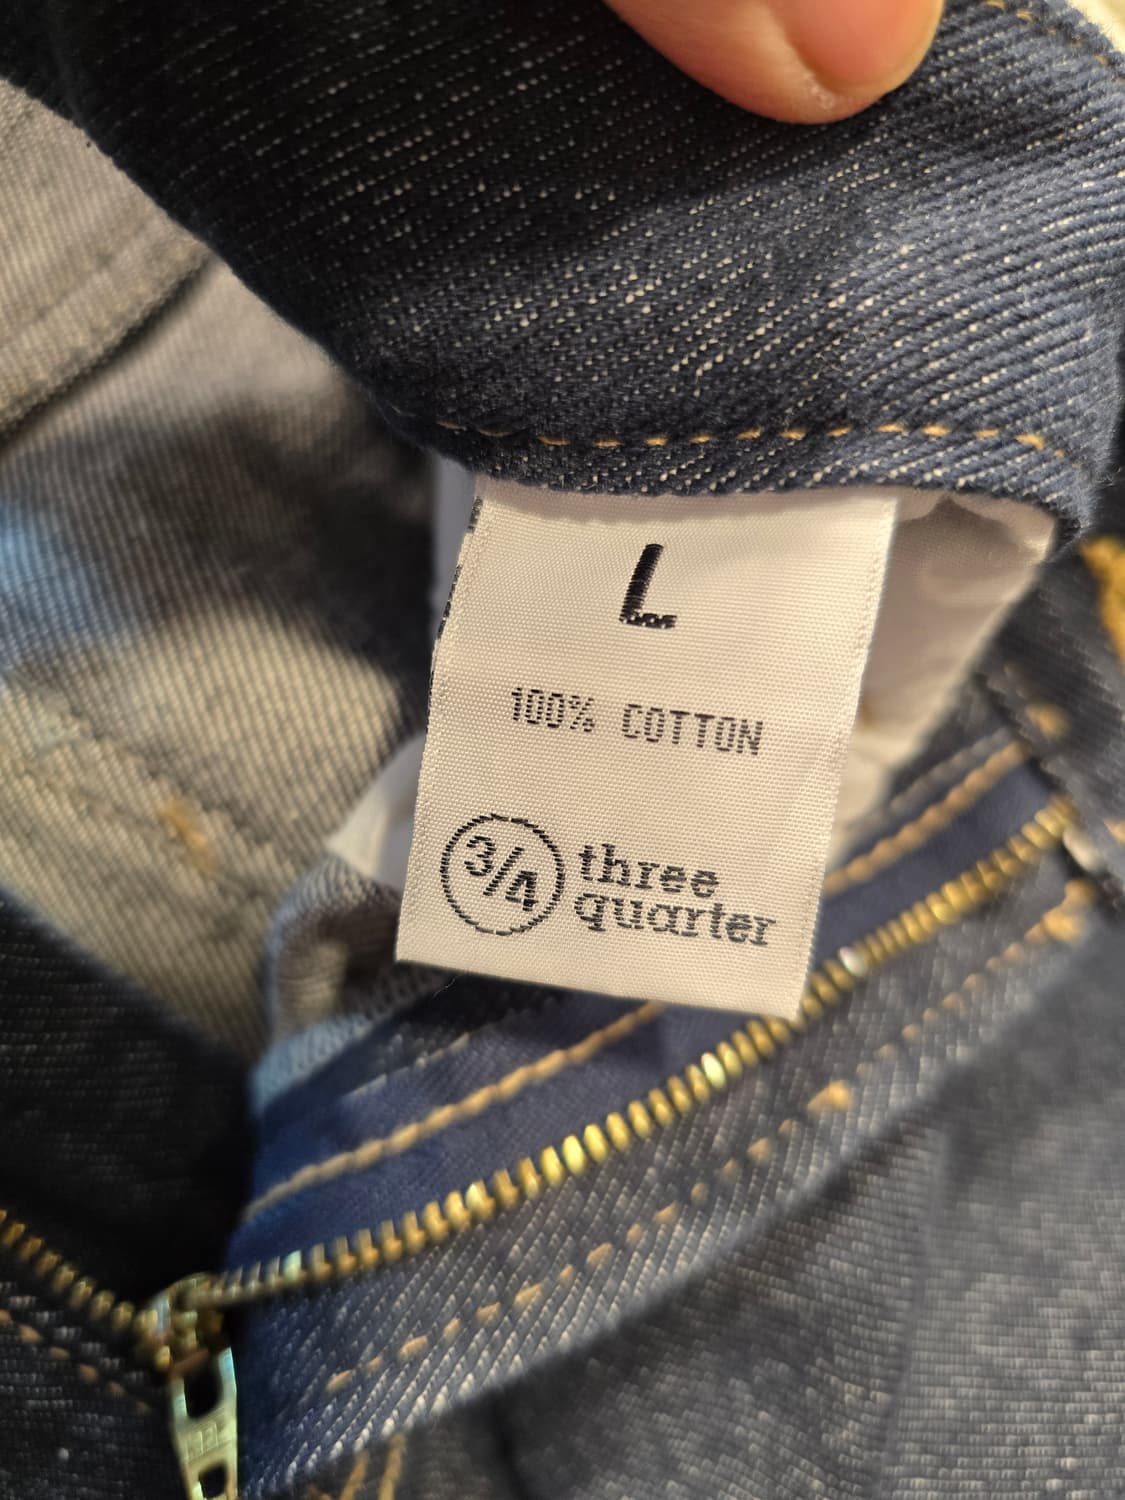 L
100% COTTON
3/4 three
quarter